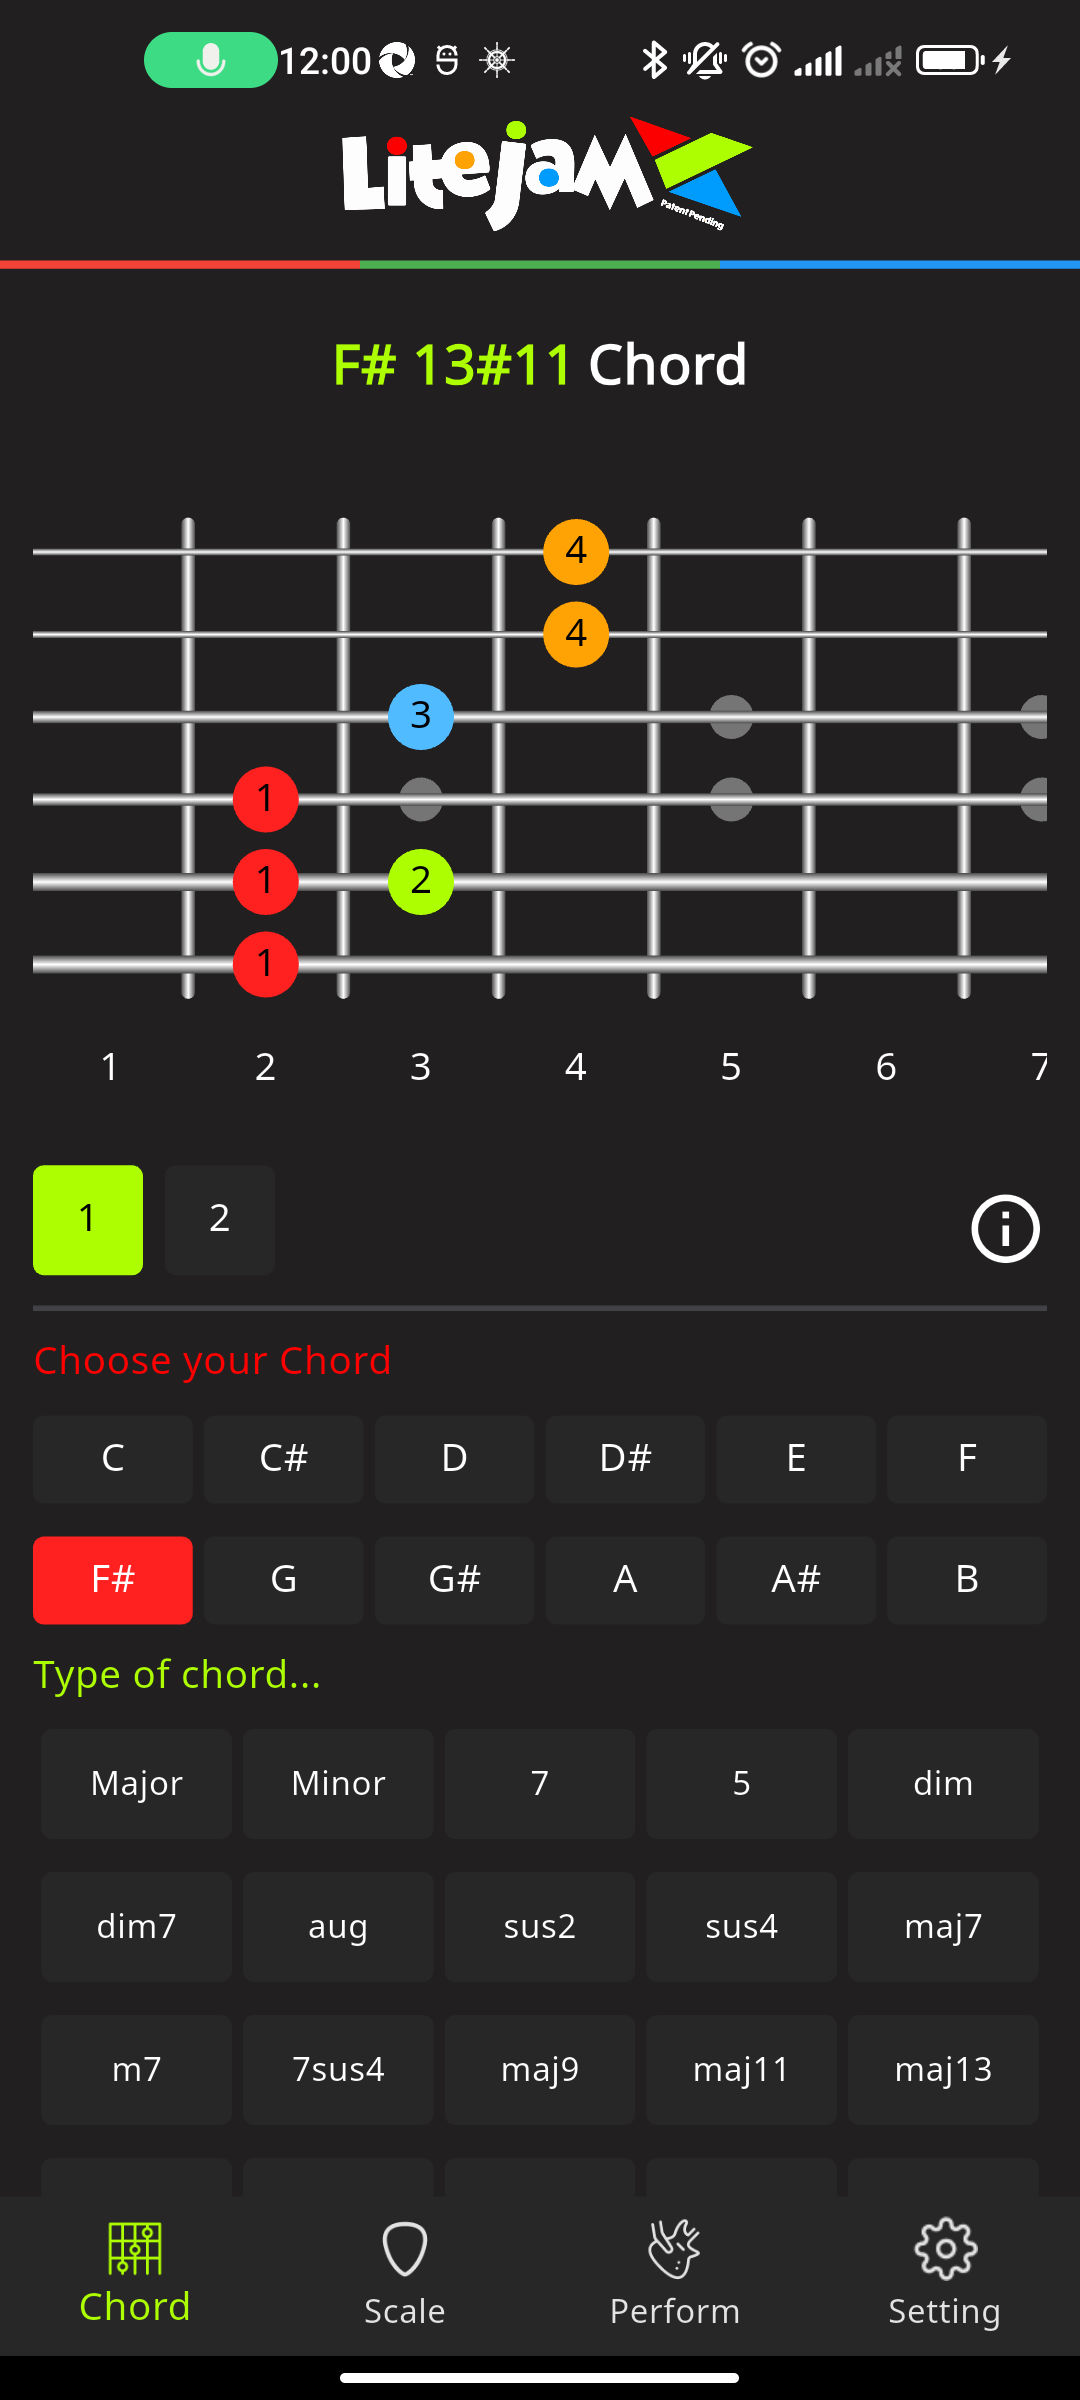 12:00
Litejam
Patent Pending
F# 13#11 Chord
4
4
3
1
1 2
1
1 2 3 4 5 6 7
1 2
Choose your Chord
C C# D D# E F
F# G G# A A# B
Type of chord...
Major Minor 7 5 dim
dim7 aug sus2 sus4 maj7
m7 7sus4 maj9 maj11 maj13
Chord Scale Perform Setting